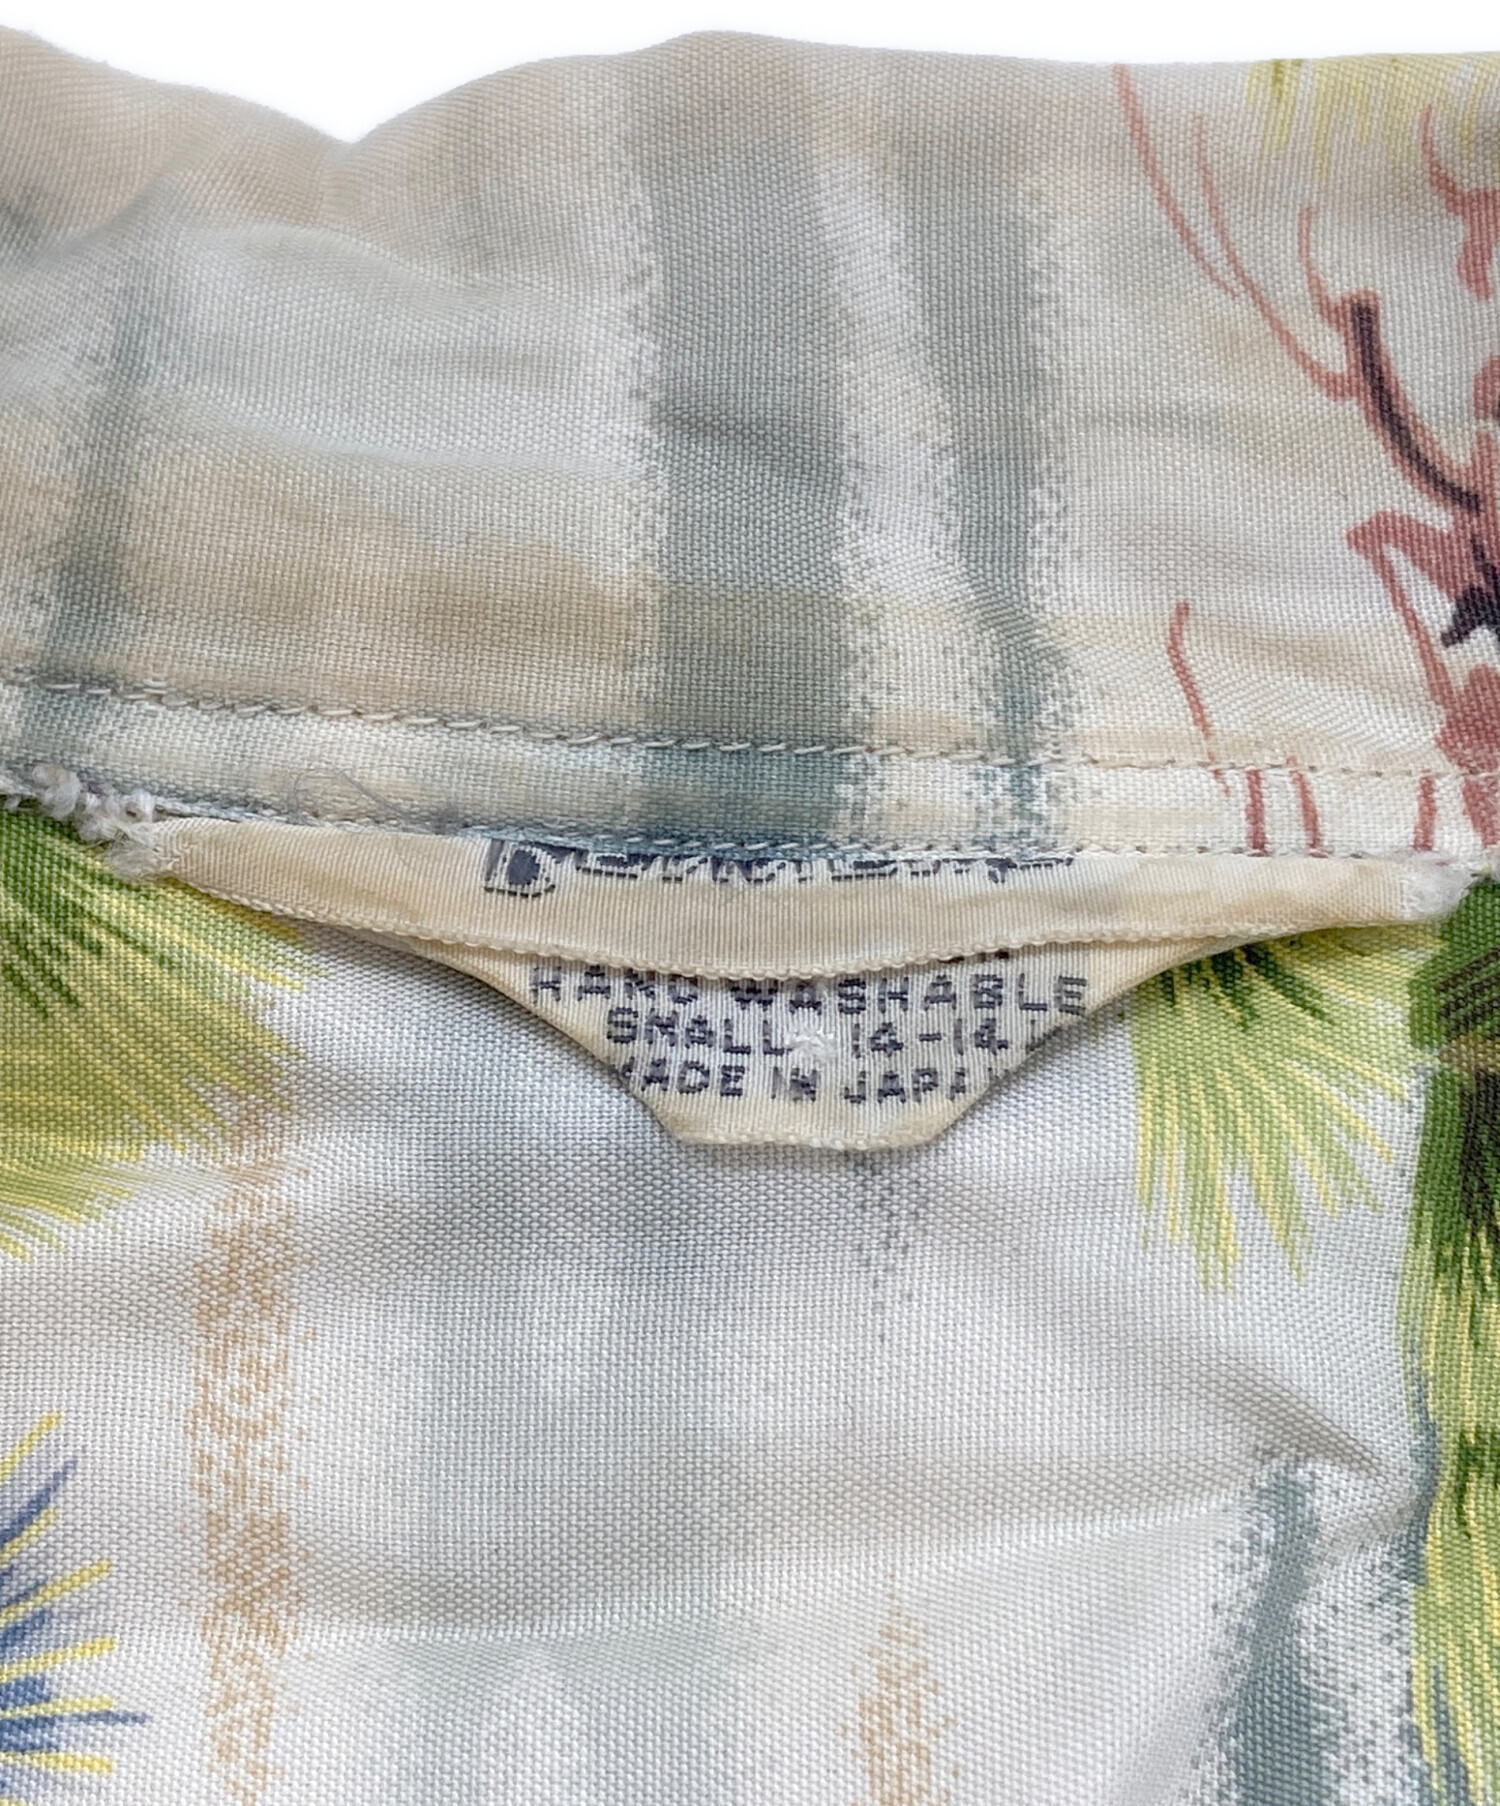 HAND WASHABLE
SMALL 14-14
MADE IN JAPAN